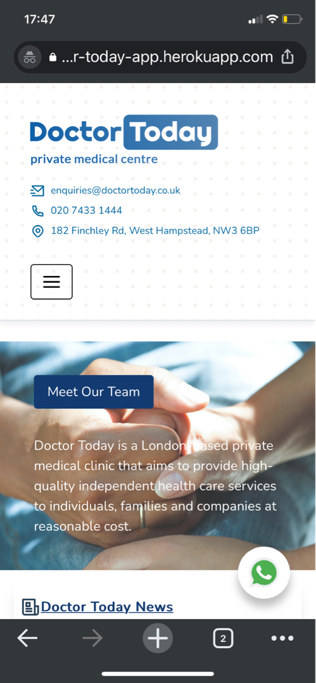 17:47
...r-today-app.herokuapp.com
Doctor Today
private medical centre
enquiries@doctortoday.co.uk
020 7433 1444
182 Finchley Rd, West Hampstead, NW3 6BP
Meet Our Team
Doctor Today is a London based private
medical clinic that aims to provide high-
quality independent health care services
to individuals, families and companies at
reasonable cost.
Doctor Today News
2